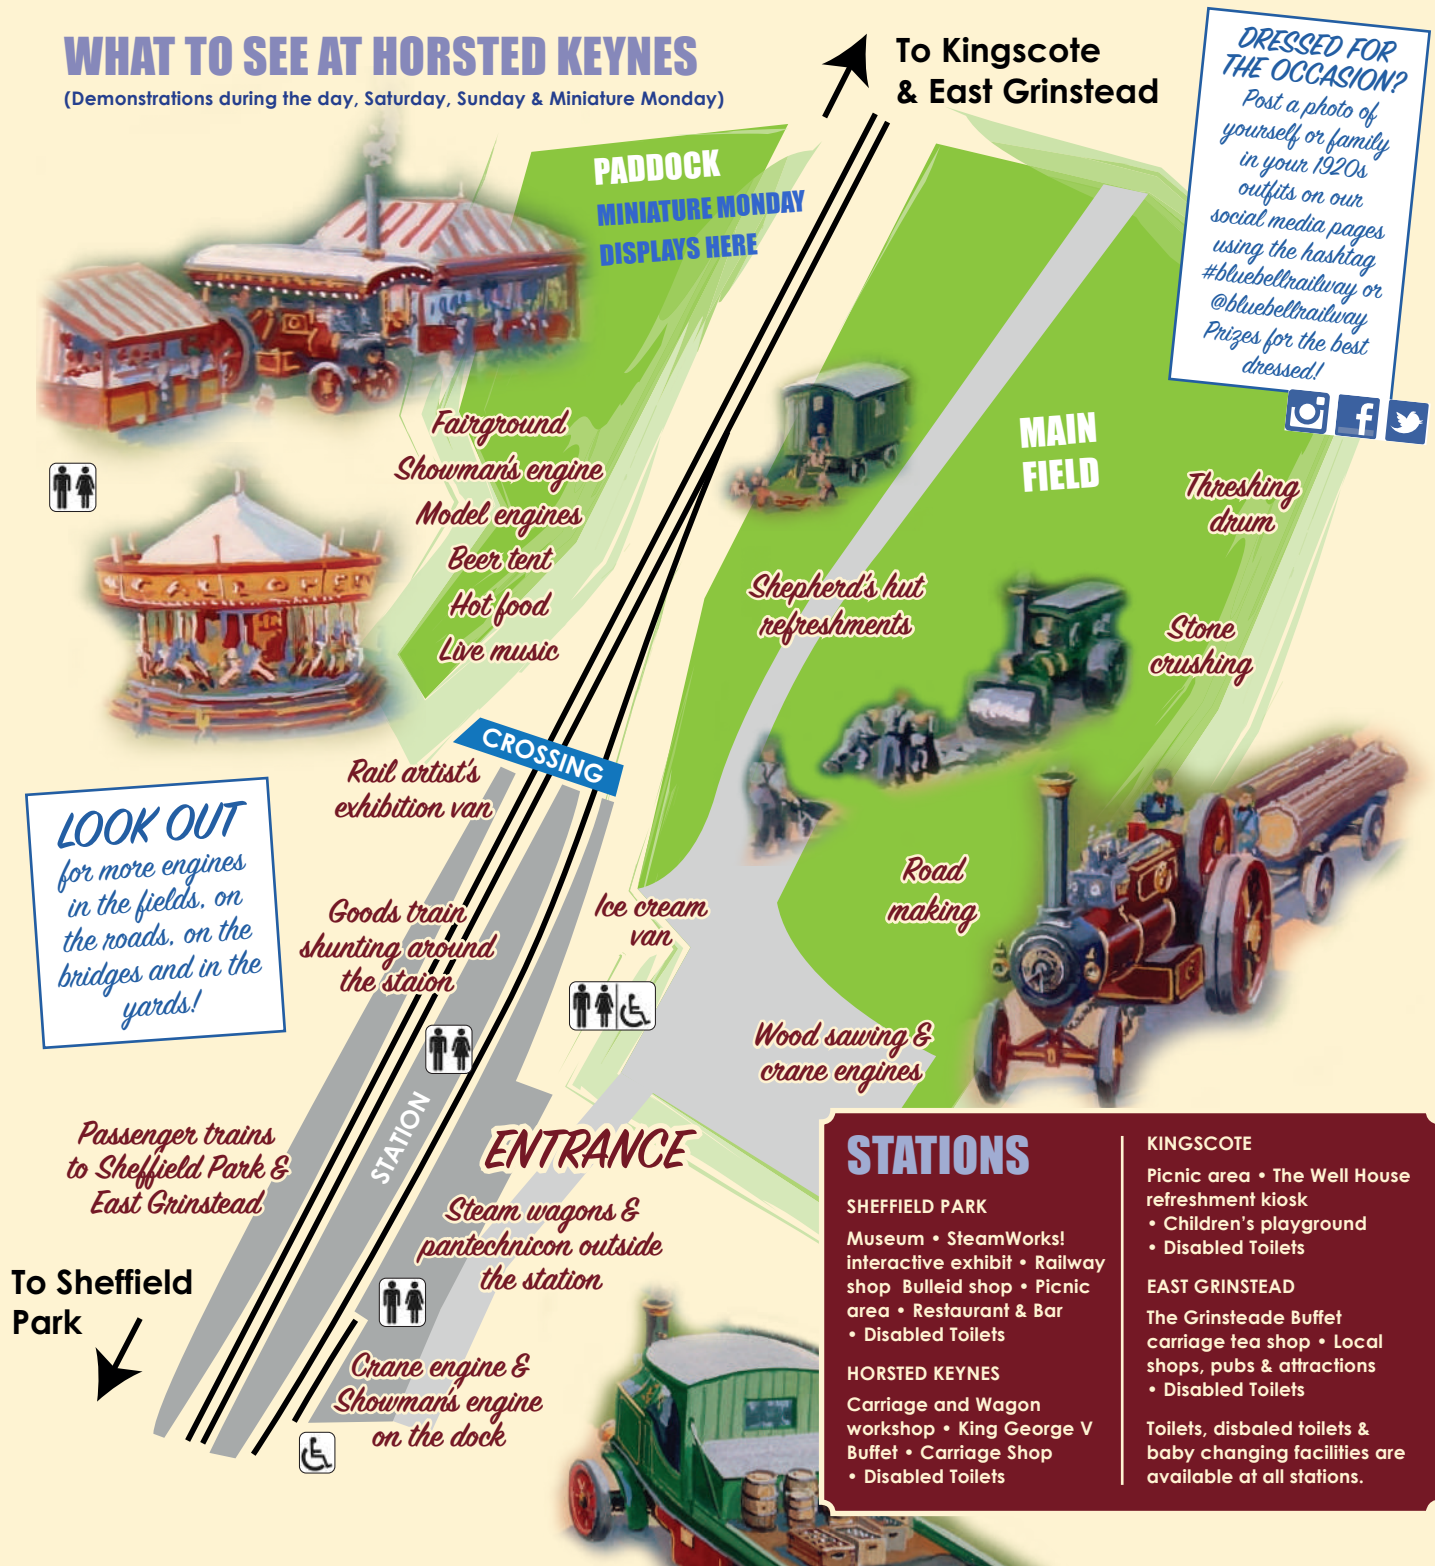 WHAT TO SEE AT HORSTED KEYNES
(Demonstrations during the day, Saturday, Sunday & Miniature Monday)
To Kingscote
& East Grinstead
DRESSED FOR
THE OCCASION?
Post a photo of
yourself or family
in your 1920s
outfits on our
social media pages
using the hashtag
#bluebellrailway or
@bluebellrailway
Prizes for the best
dressed!
PADDOCK
MINIATURE MONDAY
DISPLAYS HERE
Fairground
Showman's engine
Model engines
Beer tent
Hot food
Live music
MAIN
FIELD
Threshing
drum
Shepherd's hut
refreshments
Stone
crushing
CROSSING
Rail artist's
exhibition van
LOOK OUT
for more engines
in the fields, on
the roads, on the
bridges and in the
yards!
Goods train
shunting around
the staion
Ice cream
van
Road
making
Wood sawing &
crane engines
STATION
Passenger trains
to Sheffield Park &
East Grinstead
ENTRANCE
Steam wagons &
pantechnicon outside
the station
To Sheffield
Park
Crane engine &
Showman's engine
on the dock
STATIONS
SHEFFIELD PARK
Museum • SteamWorks!
interactive exhibit • Railway
shop Bulleid shop • Picnic
area • Restaurant & Bar
• Disabled Toilets
HORSTED KEYNES
Carriage and Wagon
workshop • King George V
Buffet • Carriage Shop
• Disabled Toilets
KINGSCOTE
Picnic area • The Well House
refreshment kiosk
• Children's playground
• Disabled Toilets
EAST GRINSTEAD
The Grinsteade Buffet
carriage tea shop • Local
shops, pubs & attractions
• Disabled Toilets
Toilets, disbaled toilets &
baby changing facilities are
available at all stations.